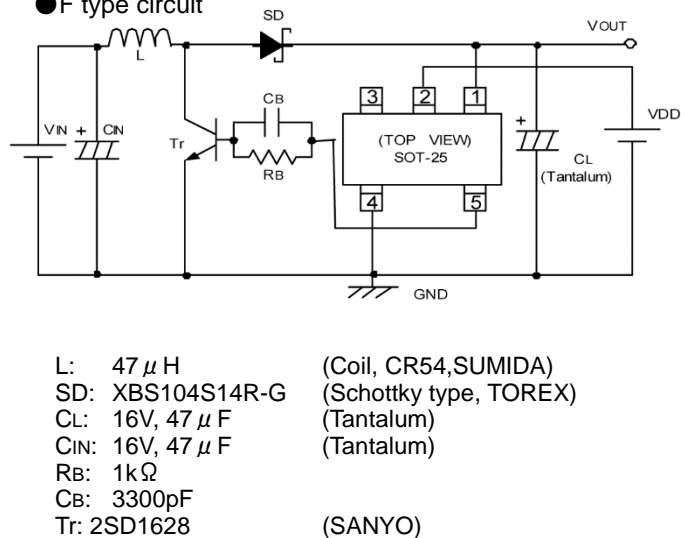 ●F type circuit
SD
VOUT
L
CB
3 2 1
VDD
VIN + CIN
Tr
(TOP VIEW)
SOT-25
+
CL
(Tantalum)
RB
4 5
GND
L: 47μH (Coil, CR54,SUMIDA)
SD: XBS104S14R-G (Schottky type, TOREX)
CL: 16V, 47μF (Tantalum)
CIN: 16V, 47μF (Tantalum)
RB: 1kΩ
CB: 3300pF
Tr: 2SD1628 (SANYO)